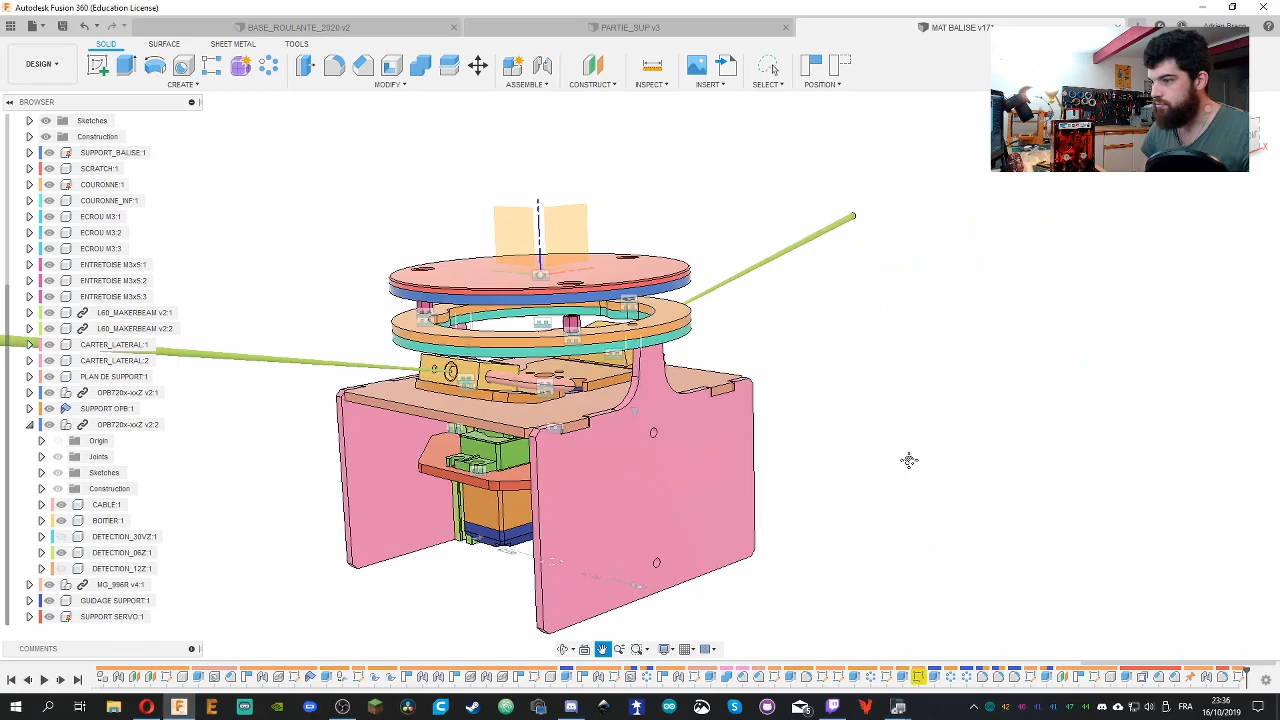 Autodesk Fusion 360 (Education License)
BASE_ROULANTE_2020 v2
PARTIE_SUP v3
MAT BALISE v17*
SOLID SURFACE SHEET METAL TOOLS
DESIGN
CREATE MODIFY ASSEMBLE CONSTRUCT INSPECT INSERT SELECT POSITION
BROWSER
Sketches
Construction
SUPPORT_BALISE:1
SCRATCH:1
COURONNE:1
COURONNE_INF:1
ECROU M3:1
ECROU M3:2
ECROU M3:3
ENTRETOISE M3x5:1
ENTRETOISE M3x5:2
ENTRETOISE M3x5:3
L60_MAKERBEAM v2:1
L60_MAKERBEAM v2:2
CARTER_LATERAL:1
CARTER_LATERAL:2
PLAN DE SUPPORT:1
OPB720x-xxZ v2:1
SUPPORT OPB:1
OPB720x-xxZ v2:2
Origin
Joints
Sketches
Construction
CABLE:1
BOITIER:1
DETECTION_30VZ:1
DETECTION_06Z:1
DETECTION_12Z:1
MG_996R v4:1
GUIDAGE SUPPORT:1
SUPPORT SERVO:1
COMMENTS
42 40 41 47 44
FRA
23:36
16/10/2019